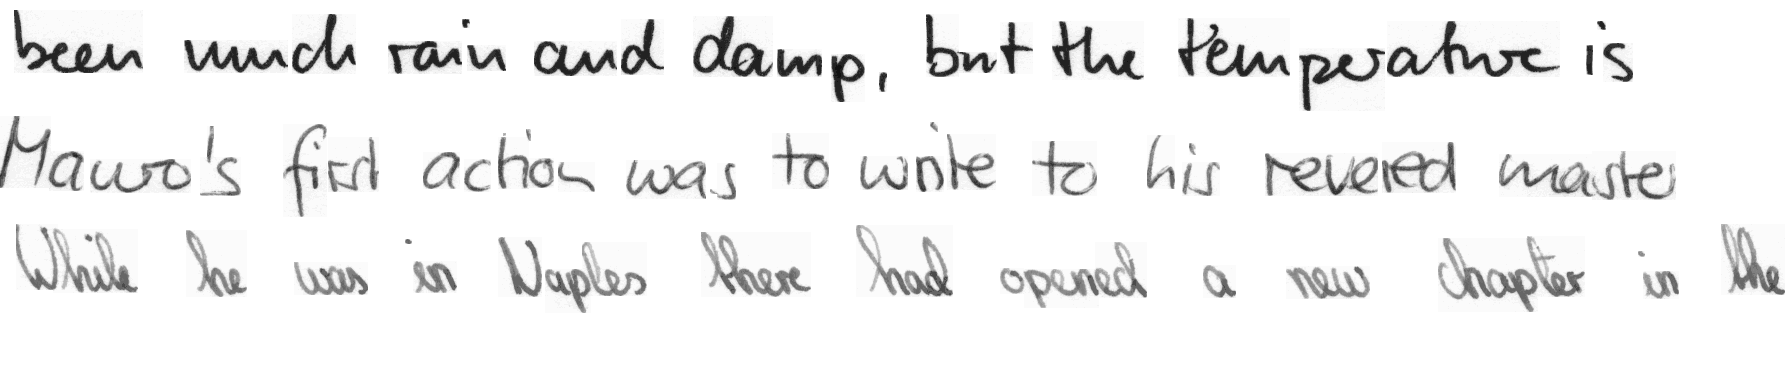 been much rain and damp, but the temperature is
Mauro's first action was to write to his revered master
While he was in Naples there had opened a new chapter in the